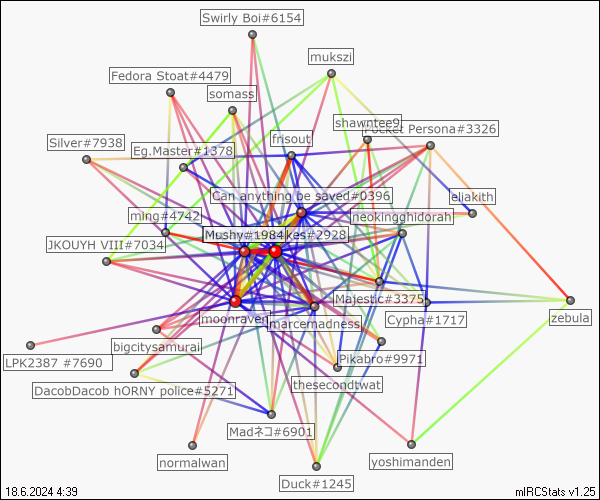 Swirly Boi#6154
mukszi
Fedora Stoat#4479
somass
shawntee9
Pocket Persona#3326
Silver#7938
Eg.Master#1378
frisout
Can anything be saved#0396
eljakith
ming#4742
neokingghidorah
Mushy#1984
kes#2928
JKOUYH VIII#7034
Majestic#3375
moonraven
marcemadness
Cypha#1717
zebula
bigcitysamurai
LPK2387 #7690
Pikabro#9971
DacobDacob hORNY police#5271
thesecondtwat
Madネコ#6901
normalwan
yoshimanden
Duck#1245
18.6.2024 4:39
mIRCStats v1.25